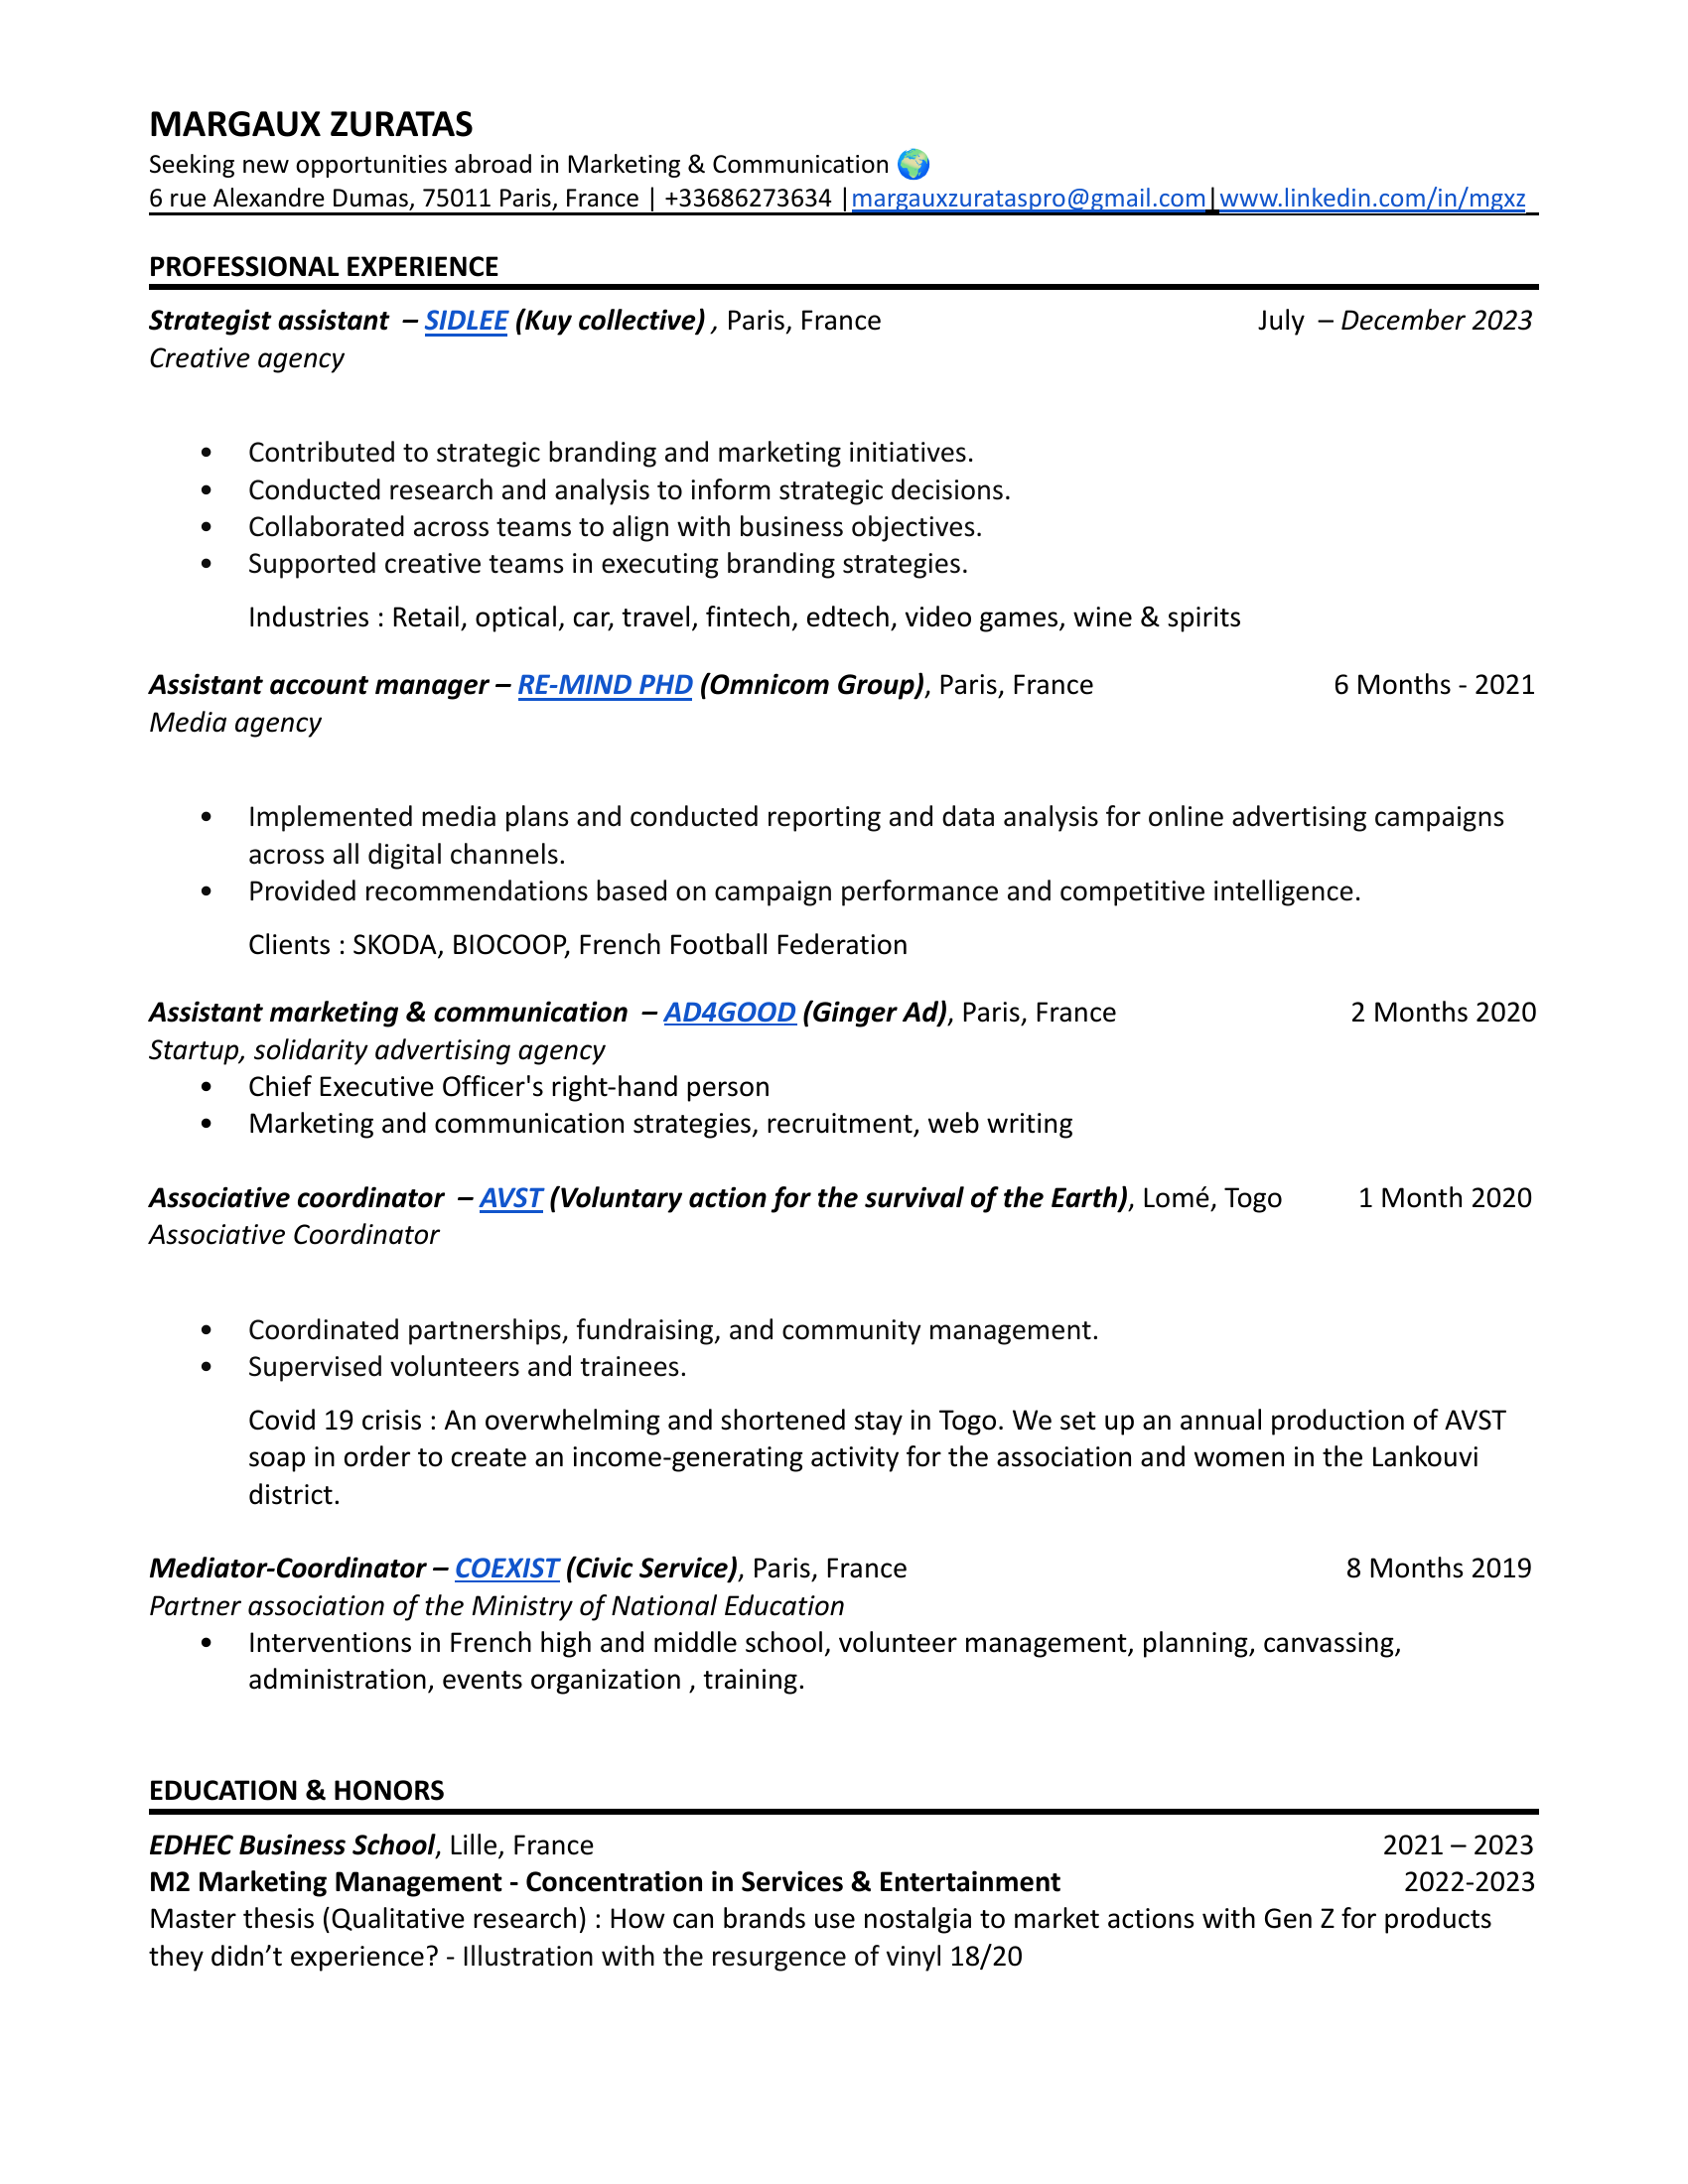 MARGAUX ZURATAS
Seeking new opportunities abroad in Marketing & Communication 🌍
6 rue Alexandre Dumas, 75011 Paris, France | +33686273634 |margauxzurataspro@gmail.com|www.linkedin.com/in/mgxz
PROFESSIONAL EXPERIENCE
Strategist assistant – SIDLEE (Kuy collective) , Paris, France July – December 2023
Creative agency
• Contributed to strategic branding and marketing initiatives.
• Conducted research and analysis to inform strategic decisions.
• Collaborated across teams to align with business objectives.
• Supported creative teams in executing branding strategies.
Industries : Retail, optical, car, travel, fintech, edtech, video games, wine & spirits
Assistant account manager – RE-MIND PHD (Omnicom Group), Paris, France 6 Months - 2021
Media agency
• Implemented media plans and conducted reporting and data analysis for online advertising campaigns
across all digital channels.
• Provided recommendations based on campaign performance and competitive intelligence.
Clients : SKODA, BIOCOOP, French Football Federation
Assistant marketing & communication – AD4GOOD (Ginger Ad), Paris, France 2 Months 2020
Startup, solidarity advertising agency
• Chief Executive Officer's right-hand person
• Marketing and communication strategies, recruitment, web writing
Associative coordinator – AVST (Voluntary action for the survival of the Earth), Lomé, Togo 1 Month 2020
Associative Coordinator
• Coordinated partnerships, fundraising, and community management.
• Supervised volunteers and trainees.
Covid 19 crisis : An overwhelming and shortened stay in Togo. We set up an annual production of AVST
soap in order to create an income-generating activity for the association and women in the Lankouvi
district.
Mediator-Coordinator – COEXIST (Civic Service), Paris, France 8 Months 2019
Partner association of the Ministry of National Education
• Interventions in French high and middle school, volunteer management, planning, canvassing,
administration, events organization , training.
EDUCATION & HONORS
EDHEC Business School, Lille, France 2021 – 2023
M2 Marketing Management - Concentration in Services & Entertainment 2022-2023
Master thesis (Qualitative research) : How can brands use nostalgia to market actions with Gen Z for products
they didn’t experience? - Illustration with the resurgence of vinyl 18/20